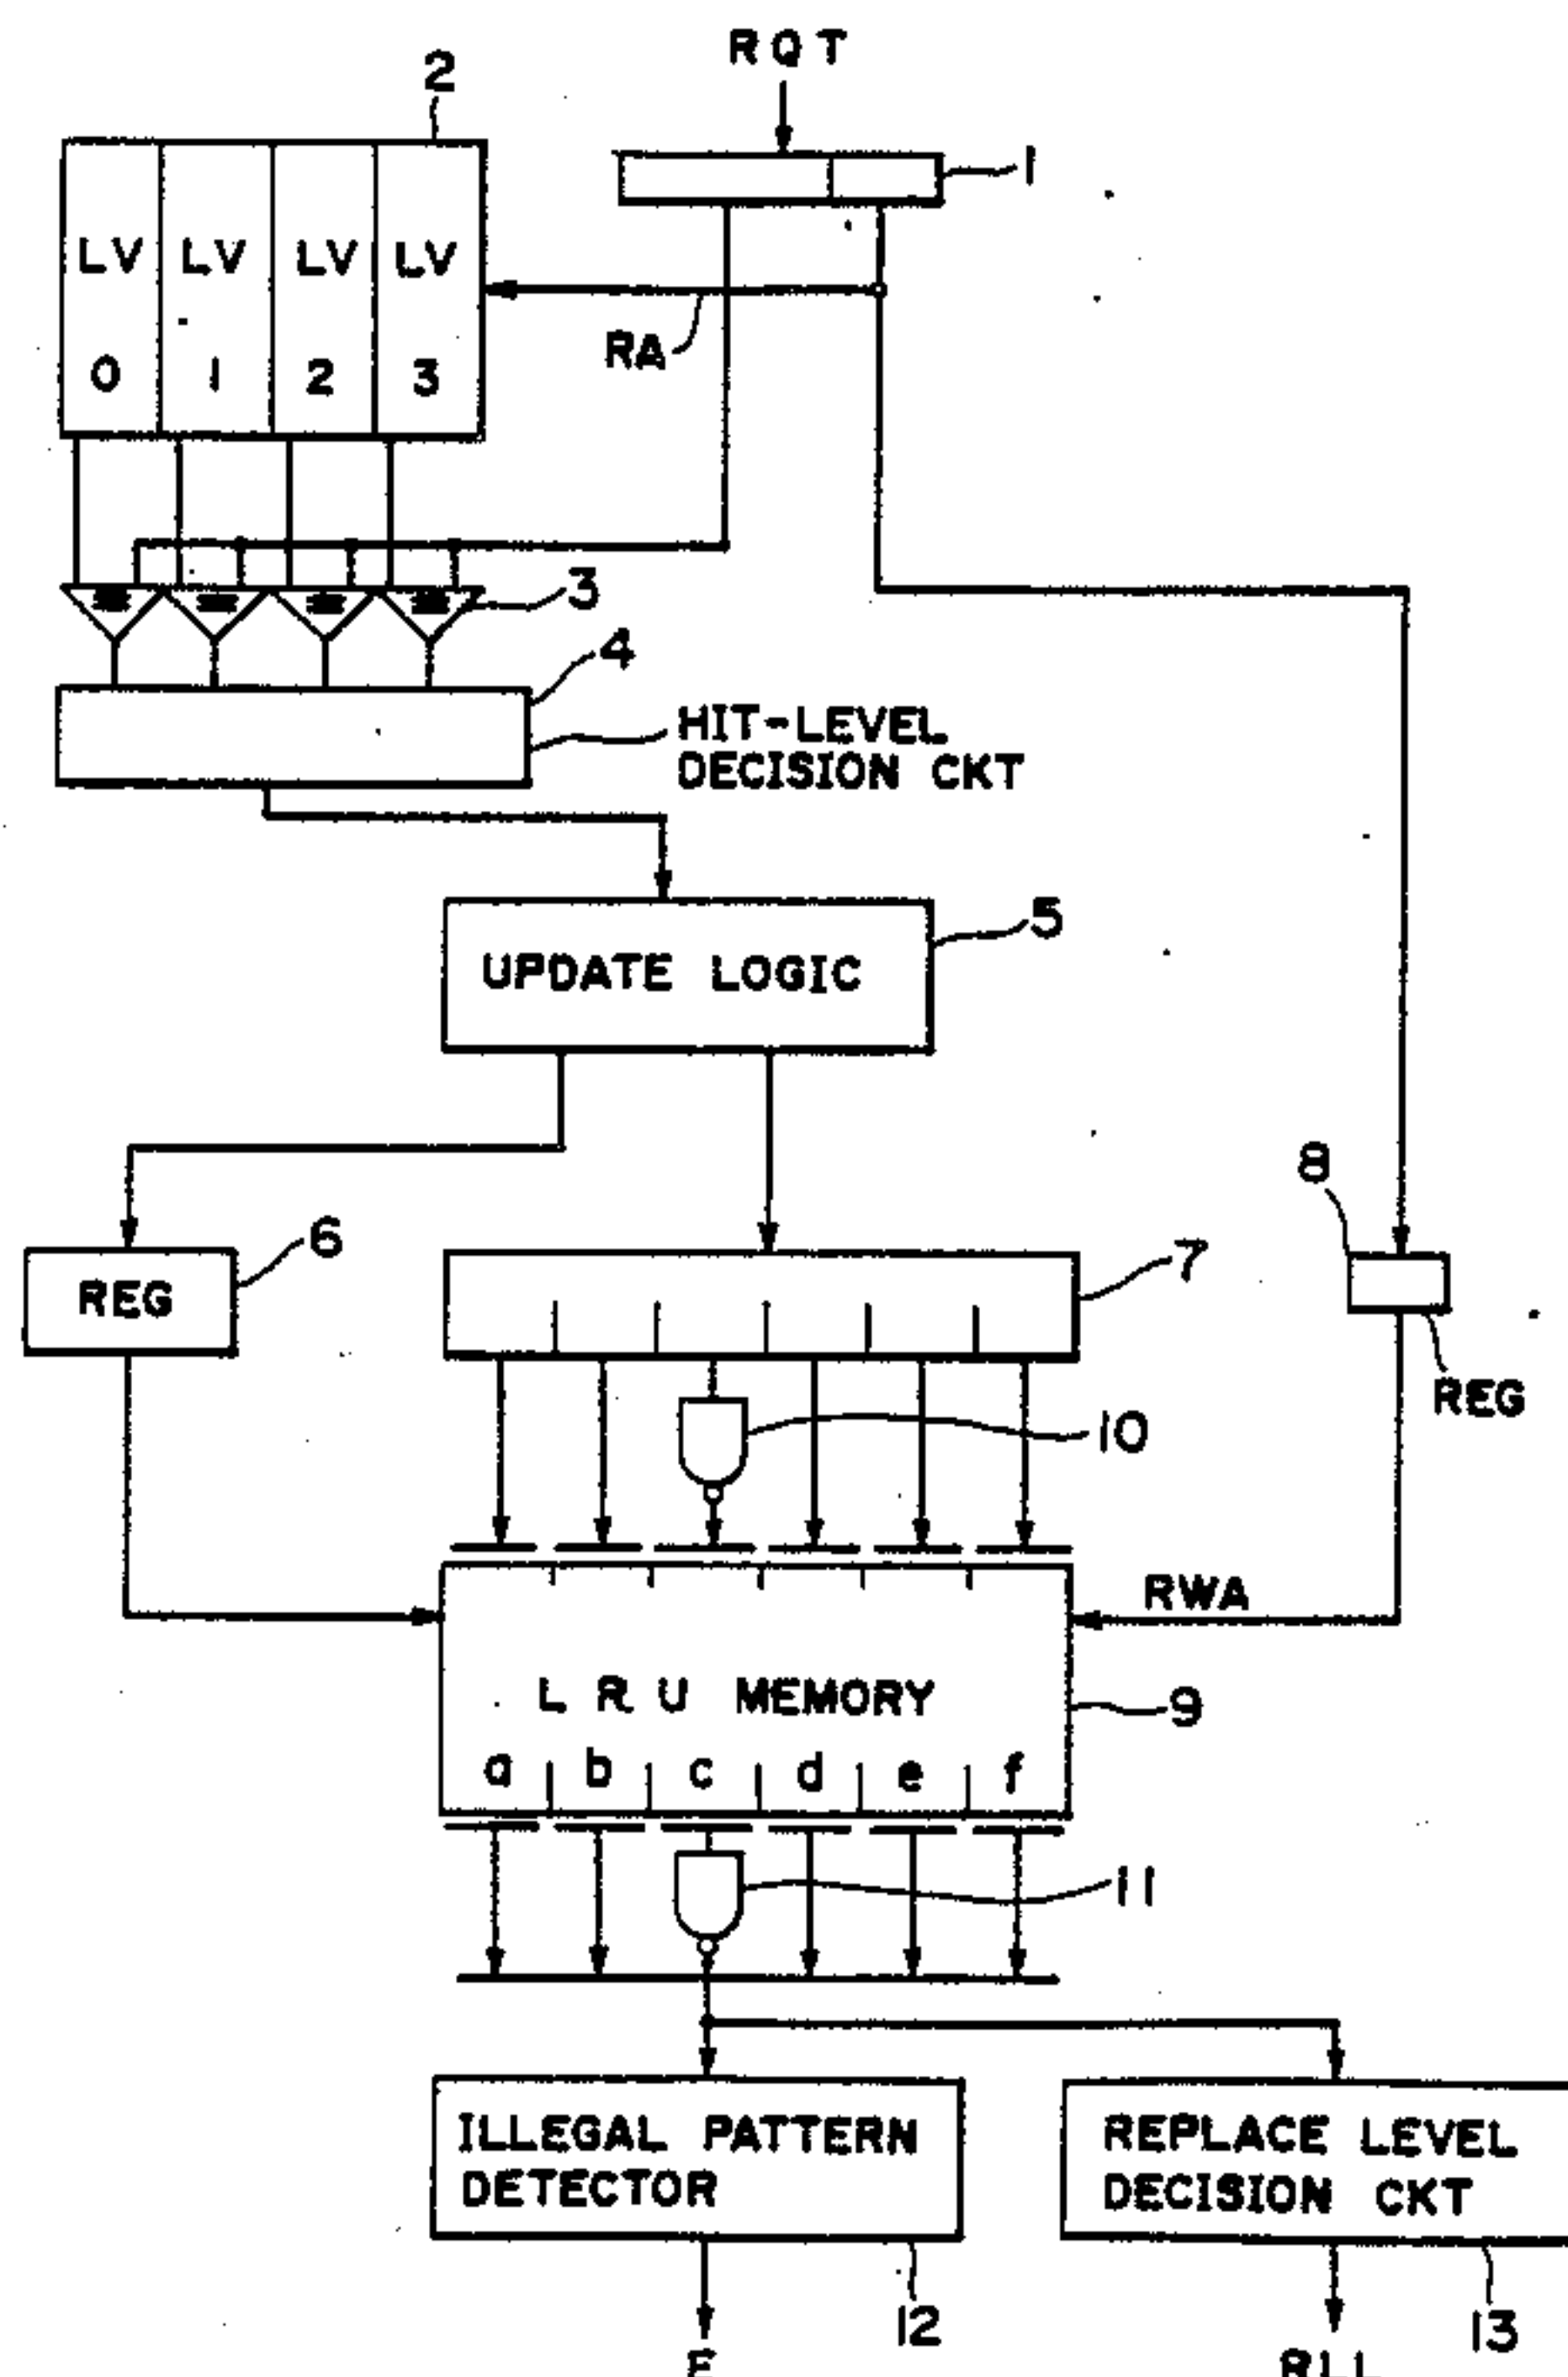 RQT
2
1
LV LV LV LV
0 1 2 3
RA
3
4
HIT-LEVEL
DECISION CKT
5
UPDATE LOGIC
8
6
7
REG
REG
10
RWA
LRU MEMORY
9
a b c d e f
11
ILLEGAL PATTERN
DETECTOR
REPLACE LEVEL
DECISION CKT
12
13